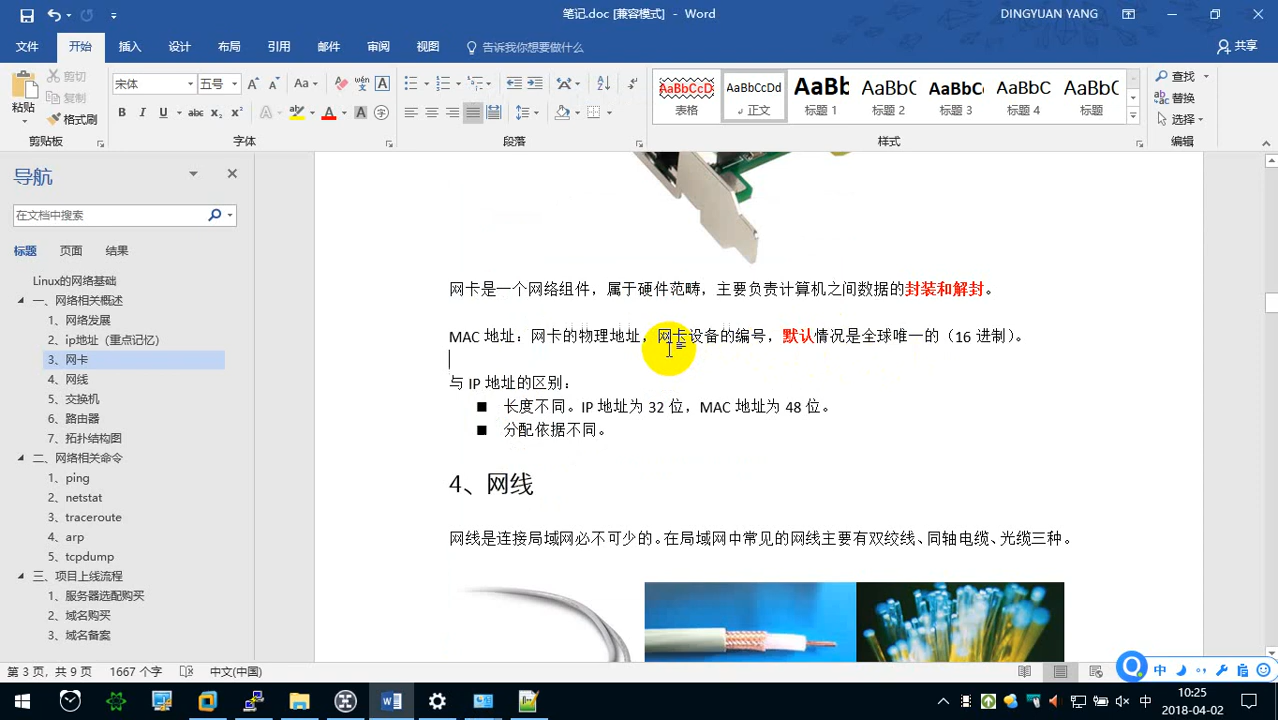 笔记.doc [兼容模式] - Word
DINGYUAN YANG
文件 开始 插入 设计 布局 引用 邮件 审阅 视图 告诉我你想要做什么 共享
粘贴
剪切
复制
格式刷
剪贴板
宋体 五号
字体
段落
AaBbCcD 表格
AaBbCcDd 正文
AaBb 标题 1
AaBbC 标题 2
AaBbC 标题 3
AaBbC 标题 4
AaBbC 标题
样式
查找
替换
选择
编辑
导航
在文档中搜索
标题 页面 结果
Linux的网络基础
一、网络相关概述
1、网络发展
2、ip地址（重点记忆）
3、网卡
4、网线
5、交换机
6、路由器
7、拓扑结构图
二、网络相关命令
1、ping
2、netstat
3、traceroute
4、arp
5、tcpdump
三、项目上线流程
1、服务器选配购买
2、域名购买
3、域名备案
网卡是一个网络组件，属于硬件范畴，主要负责计算机之间数据的封装和解封。
MAC 地址：网卡的物理地址，网卡设备的编号，默认情况是全球唯一的（16 进制）。
与 IP 地址的区别：
■ 长度不同。IP 地址为 32 位，MAC 地址为 48 位。
■ 分配依据不同。
4、网线
网线是连接局域网必不可少的。在局域网中常见的网线主要有双绞线、同轴电缆、光缆三种。
第 3 页，共 9 页 1667 个字 中文(中国)
中
中 10:25
2018-04-02